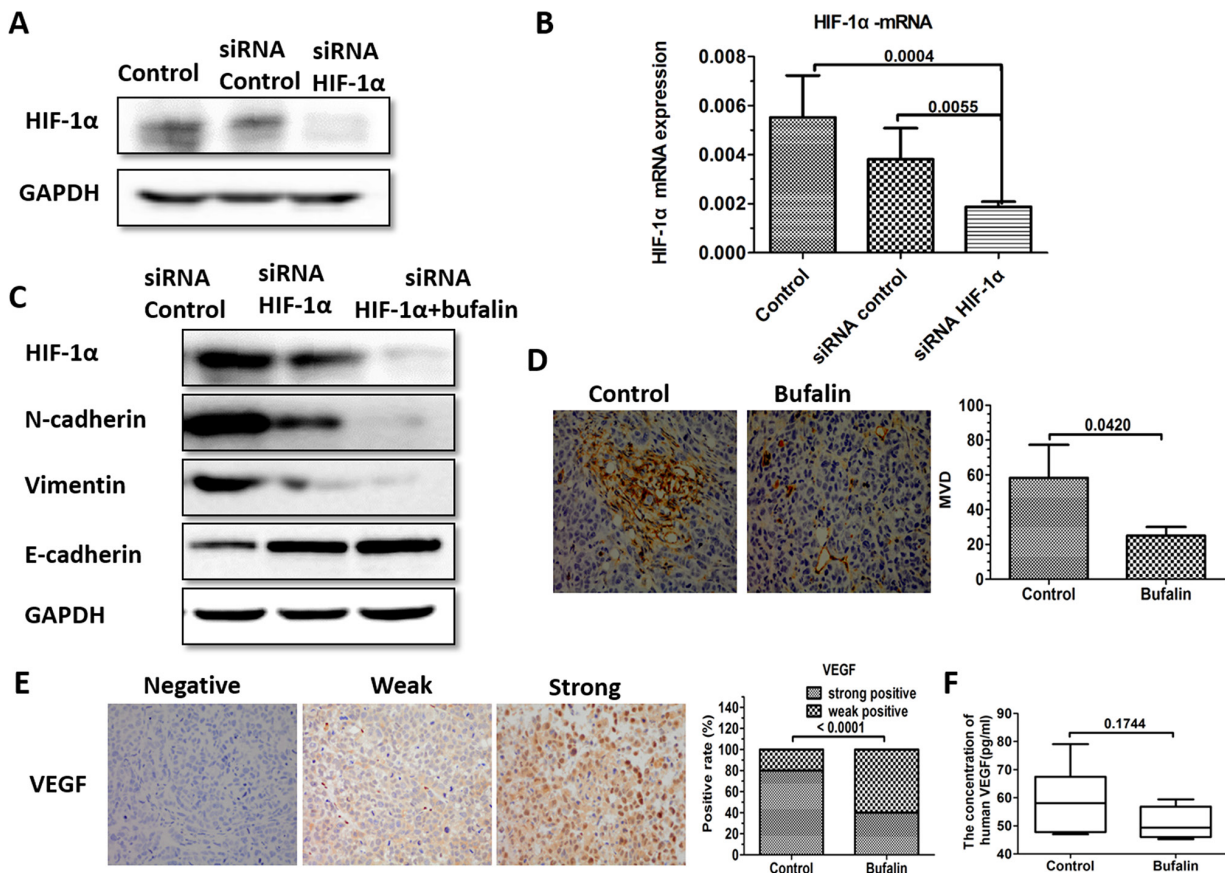 A
Control
siRNA
Control
siRNA
HIF-1α
HIF-1α
GAPDH
B
HIF-1α -mRNA
HIF-1α mRNA expression
0.008
0.006
0.004
0.002
0.000
0.0004
0.0055
Control
siRNA control
siRNA HIF-1α
C
siRNA
Control
siRNA
HIF-1α
siRNA
HIF-1α+bufalin
HIF-1α
N-cadherin
Vimentin
E-cadherin
GAPDH
D
Control
Bufalin
MVD
100
80
60
40
20
0
0.0420
Control
Bufalin
E
Negative
Weak
Strong
VEGF
VEGF
strong positive
weak positive
< 0.0001
Positive rate (%)
140
120
100
80
60
40
20
0
Control
Bufalin
F
The concentration of
human VEGF(pg/ml)
90
80
70
60
50
40
0.1744
Control
Bufalin